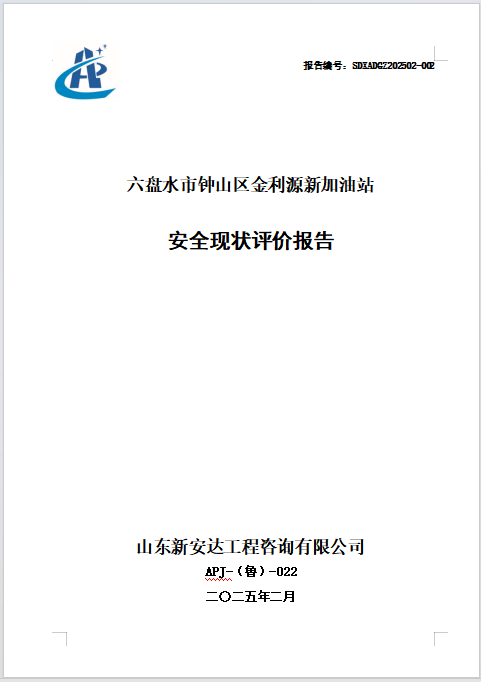 报告编号：SDXADGZ202502-002
六盘水市钟山区金利源新加油站
安全现状评价报告
山东新安达工程咨询有限公司
APJ-（鲁）-022
二〇二五年二月